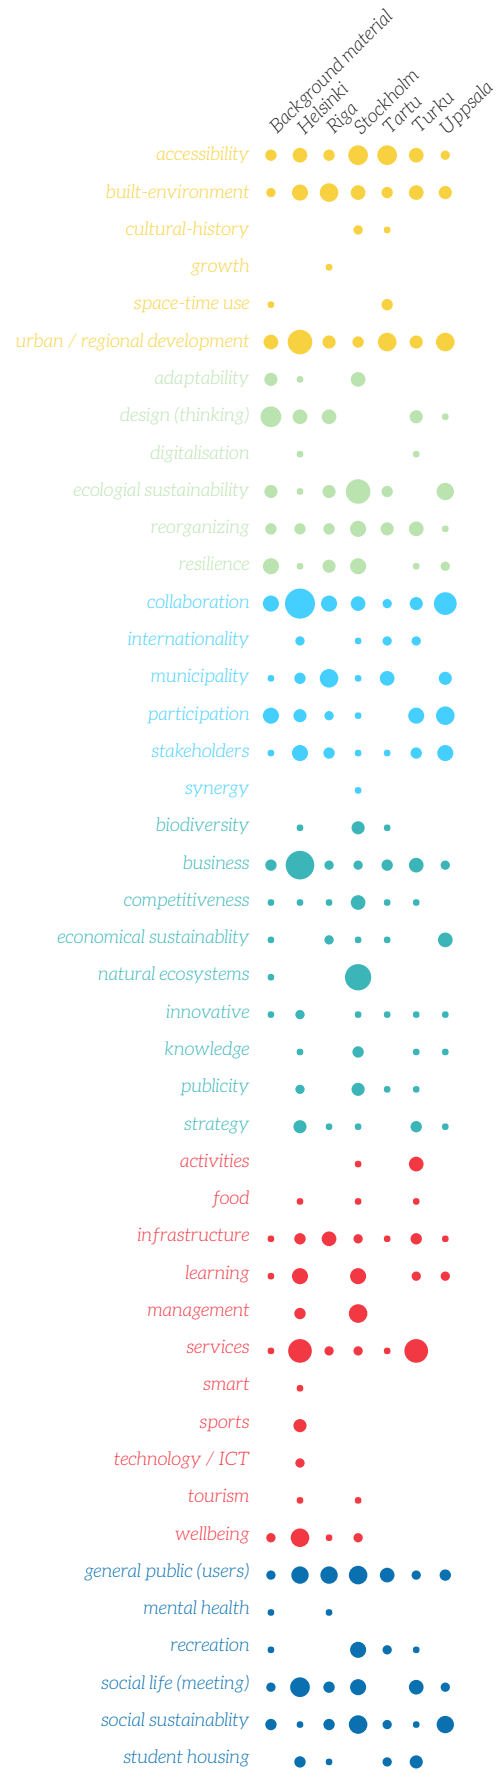 Background material
Helsinki
Riga
Stockholm
Tartu
Turku
Uppsala
accessibility
built-environment
cultural-history
growth
space-time use
urban / regional development
adaptability
design (thinking)
digitalisation
ecologial sustainability
reorganizing
resilience
collaboration
internationality
municipality
participation
stakeholders
synergy
biodiversity
business
competitiveness
economical sustainablity
natural ecosystems
innovative
knowledge
publicity
strategy
activities
food
infrastructure
learning
management
services
smart
sports
technology / ICT
tourism
wellbeing
general public (users)
mental health
recreation
social life (meeting)
social sustainablity
student housing